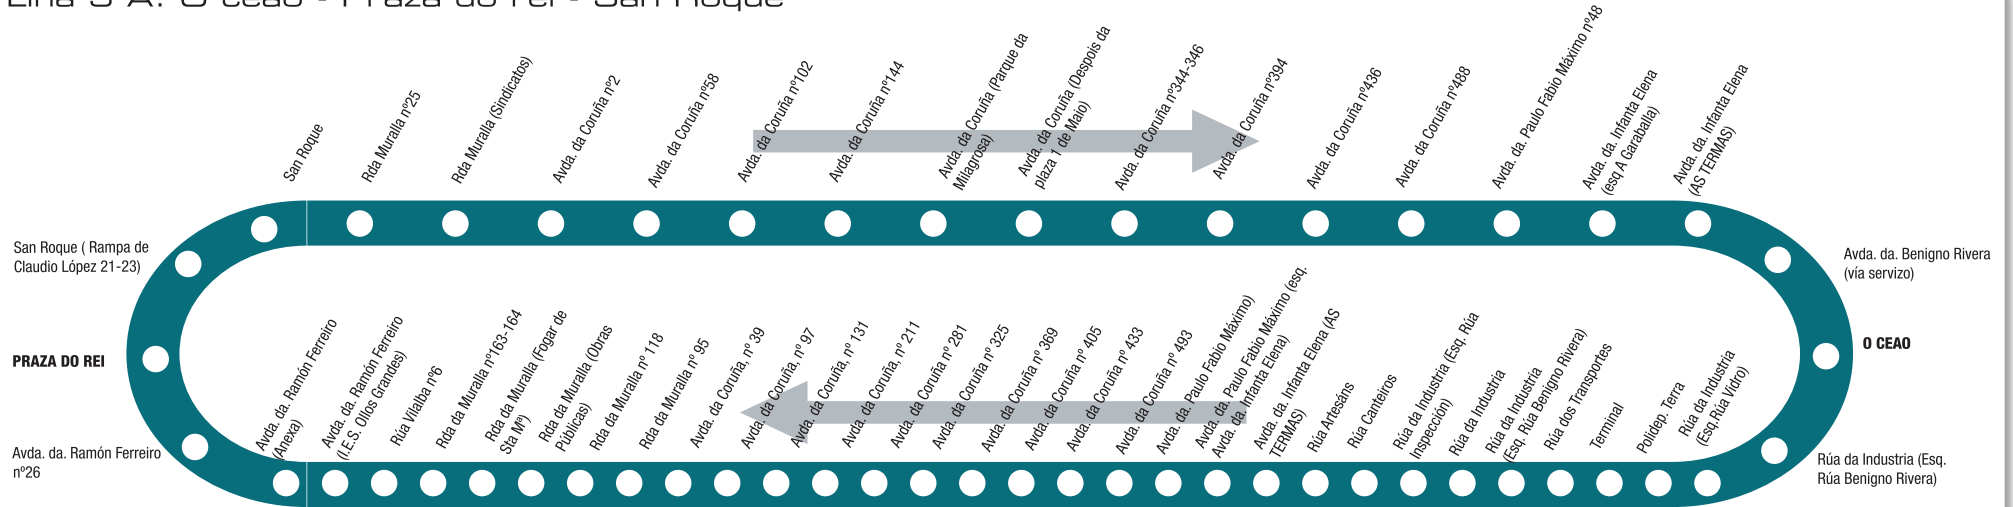 Liña 5 A: O ceao - Praza do rei - San Roque
San Roque
Rda Muralla nº25
Rda Muralla (Sindicatos)
Avda. da Coruña nº2
Avda. da Coruña nº58
Avda. da Coruña nº102
Avda. da Coruña nº144
Avda. da Coruña (Parque da
Milagrosa)
Avda. da Coruña (Despois da
plaza 1 de Maio)
Avda. da Coruña nº344-346
Avda. da Coruña nº394
Avda. da Coruña nº436
Avda. da Coruña nº488
Avda. da. Paulo Fabio Máximo nº48
Avda. da. Infanta Elena
(esq A Garaballa)
Avda. da. Infanta Elena
(AS TERMAS)
San Roque ( Rampa de
Claudio López 21-23)
Avda. da. Benigno Rivera
(vía servizo)
PRAZA DO REI
O CEAO
Avda. da. Ramón Ferreiro
nº26
Avda. da. Ramón Ferreiro
(Anexa)
Avda. da. Ramón Ferreiro
(I.E.S. Ollos Grandes)
Rúa Vilalba nº6
Rda da Muralla nº163-164
Rda da Muralla (Fogar de
Sta Mª)
Rda da Muralla (Obras
Públicas)
Rda da Muralla nº 118
Rda da Muralla nº 95
Avda. da Coruña, nº 39
Avda. da Coruña, nº 97
Avda. da Coruña, nº 131
Avda. da Coruña, nº 211
Avda. da Coruña nº 281
Avda. da Coruña nº 325
Avda. da Coruña nº 369
Avda. da Coruña nº 405
Avda. da Coruña nº 433
Avda. da Coruña nº 493
Avda. da. Paulo Fabio Máximo)
Avda. da. Paulo Fabio Máximo (esq.
Avda. da. Infanta Elena)
Avda. da. Infanta Elena (AS
TERMAS)
Rúa Artesáns
Rúa Canteiros
Rúa da Industria (Esq. Rúa
Inspección)
Rúa da Industria
Rúa da Industria
(Esq. Rúa Benigno Rivera)
Rúa dos Transportes
Terminal
Polidep. Terra
Rúa da Industria
(Esq.Rúa Vidro)
Rúa da Industria (Esq.
Rúa Benigno Rivera)